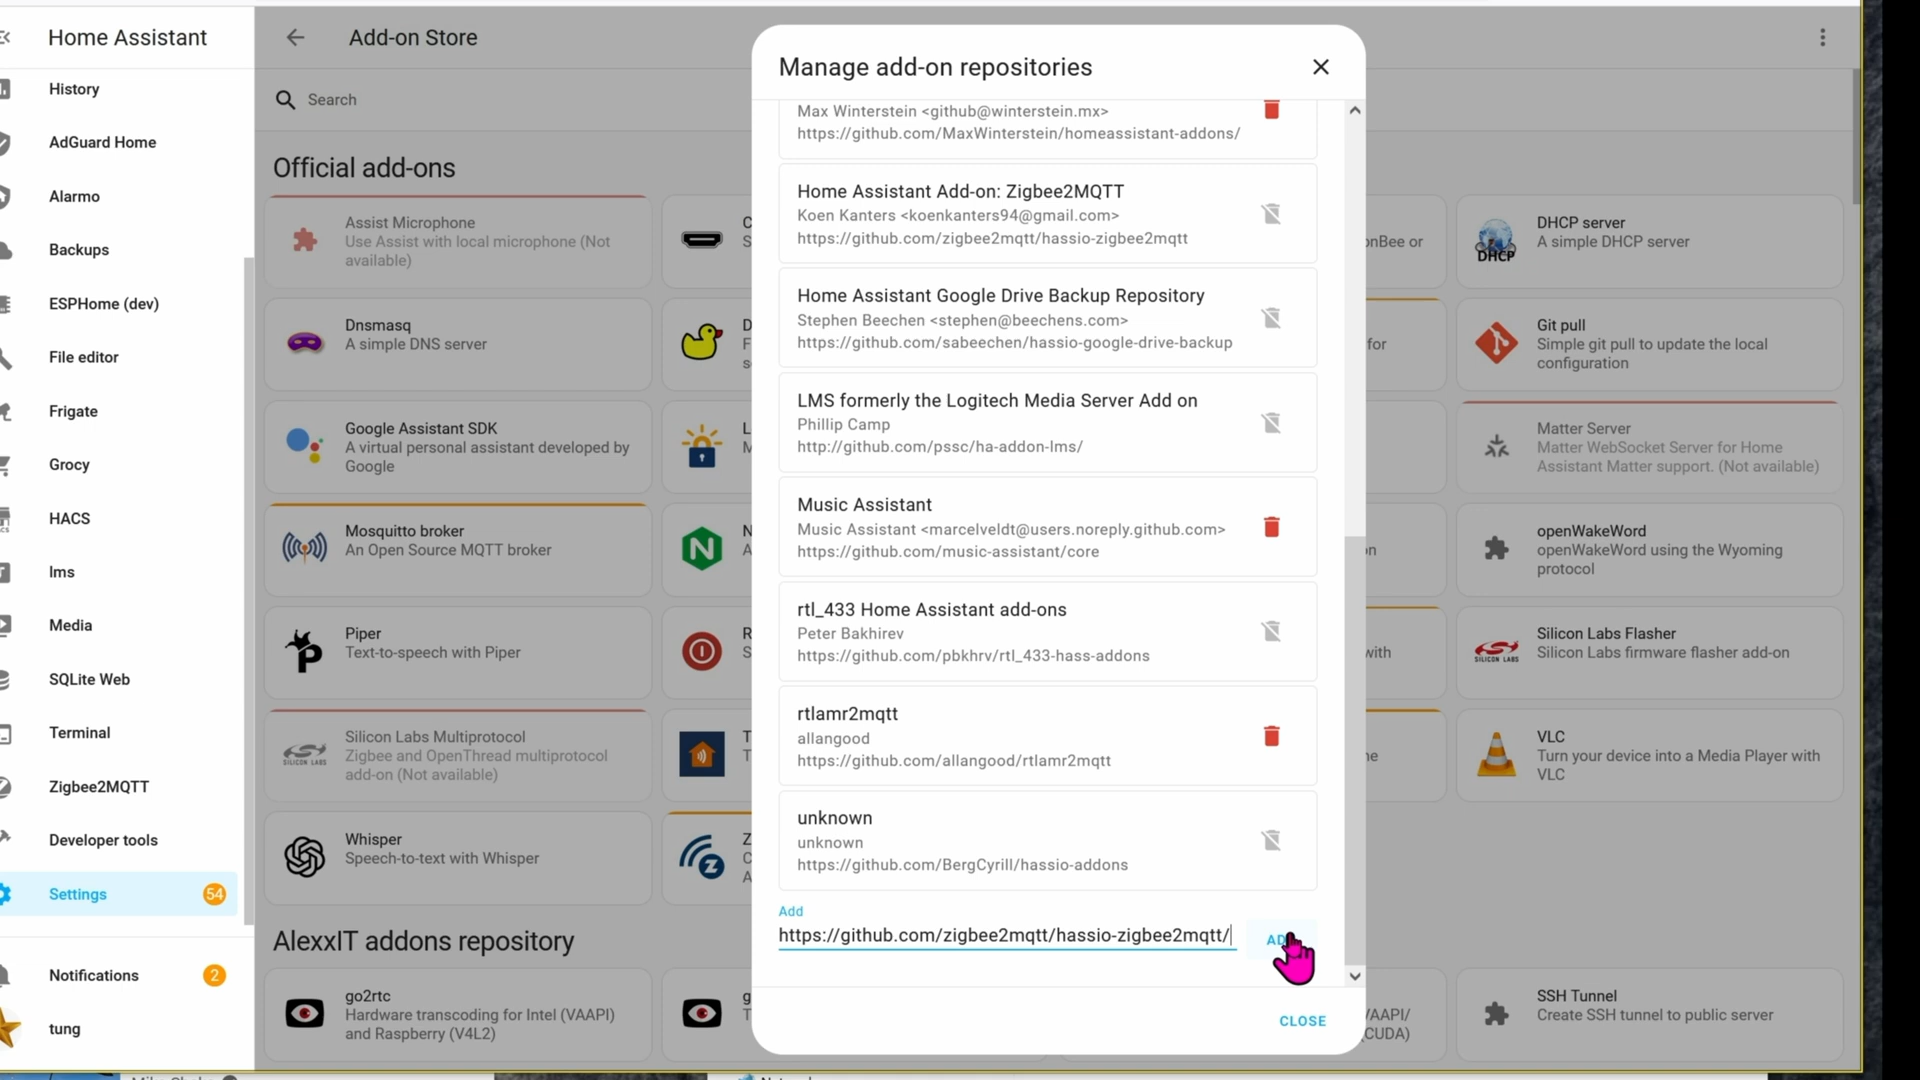 Home Assistant
History
AdGuard Home
Alarmo
Backups
ESPHome (dev)
File editor
Frigate
Grocy
HACS
lms
Media
SQLite Web
Terminal
Zigbee2MQTT
Developer tools
Settings
54
Notifications
2
tung
Add-on Store
Search
Official add-ons
Assist Microphone
Use Assist with local microphone (Not
available)
Dnsmasq
A simple DNS server
Google Assistant SDK
A virtual personal assistant developed by
Google
Mosquitto broker
An Open Source MQTT broker
Piper
Text-to-speech with Piper
Silicon Labs Multiprotocol
Zigbee and OpenThread multiprotocol
add-on (Not available)
Whisper
Speech-to-text with Whisper
AlexxIT addons repository
go2rtc
Hardware transcoding for Intel (VAAPI)
and Raspberry (V4L2)
Manage add-on repositories
Max Winterstein <github@winterstein.mx>
https://github.com/MaxWinterstein/homeassistant-addons/
Home Assistant Add-on: Zigbee2MQTT
Koen Kanters <koenkanters94@gmail.com>
https://github.com/zigbee2mqtt/hassio-zigbee2mqtt
Home Assistant Google Drive Backup Repository
Stephen Beechen <stephen@beechens.com>
https://github.com/sabeechen/hassio-google-drive-backup
LMS formerly the Logitech Media Server Add on
Phillip Camp
http://github.com/pssc/ha-addon-lms/
Music Assistant
Music Assistant <marcelveldt@users.noreply.github.com>
https://github.com/music-assistant/core
rtl_433 Home Assistant add-ons
Peter Bakhirev
https://github.com/pbkhrv/rtl_433-hass-addons
rtlamr2mqtt
allangood
https://github.com/allangood/rtlamr2mqtt
unknown
unknown
https://github.com/BergCyrill/hassio-addons
Add
https://github.com/zigbee2mqtt/hassio-zigbee2mqtt/
CLOSE
onBee or
for
with
VAAPI/
CUDA)
DHCP
DHCP server
A simple DHCP server
Git pull
Simple git pull to update the local
configuration
Matter Server
Matter WebSocket Server for Home
Assistant Matter support. (Not available)
openWakeWord
openWakeWord using the Wyoming
protocol
Silicon Labs Flasher
Silicon Labs firmware flasher add-on
VLC
Turn your device into a Media Player with
VLC
SSH Tunnel
Create SSH tunnel to public server